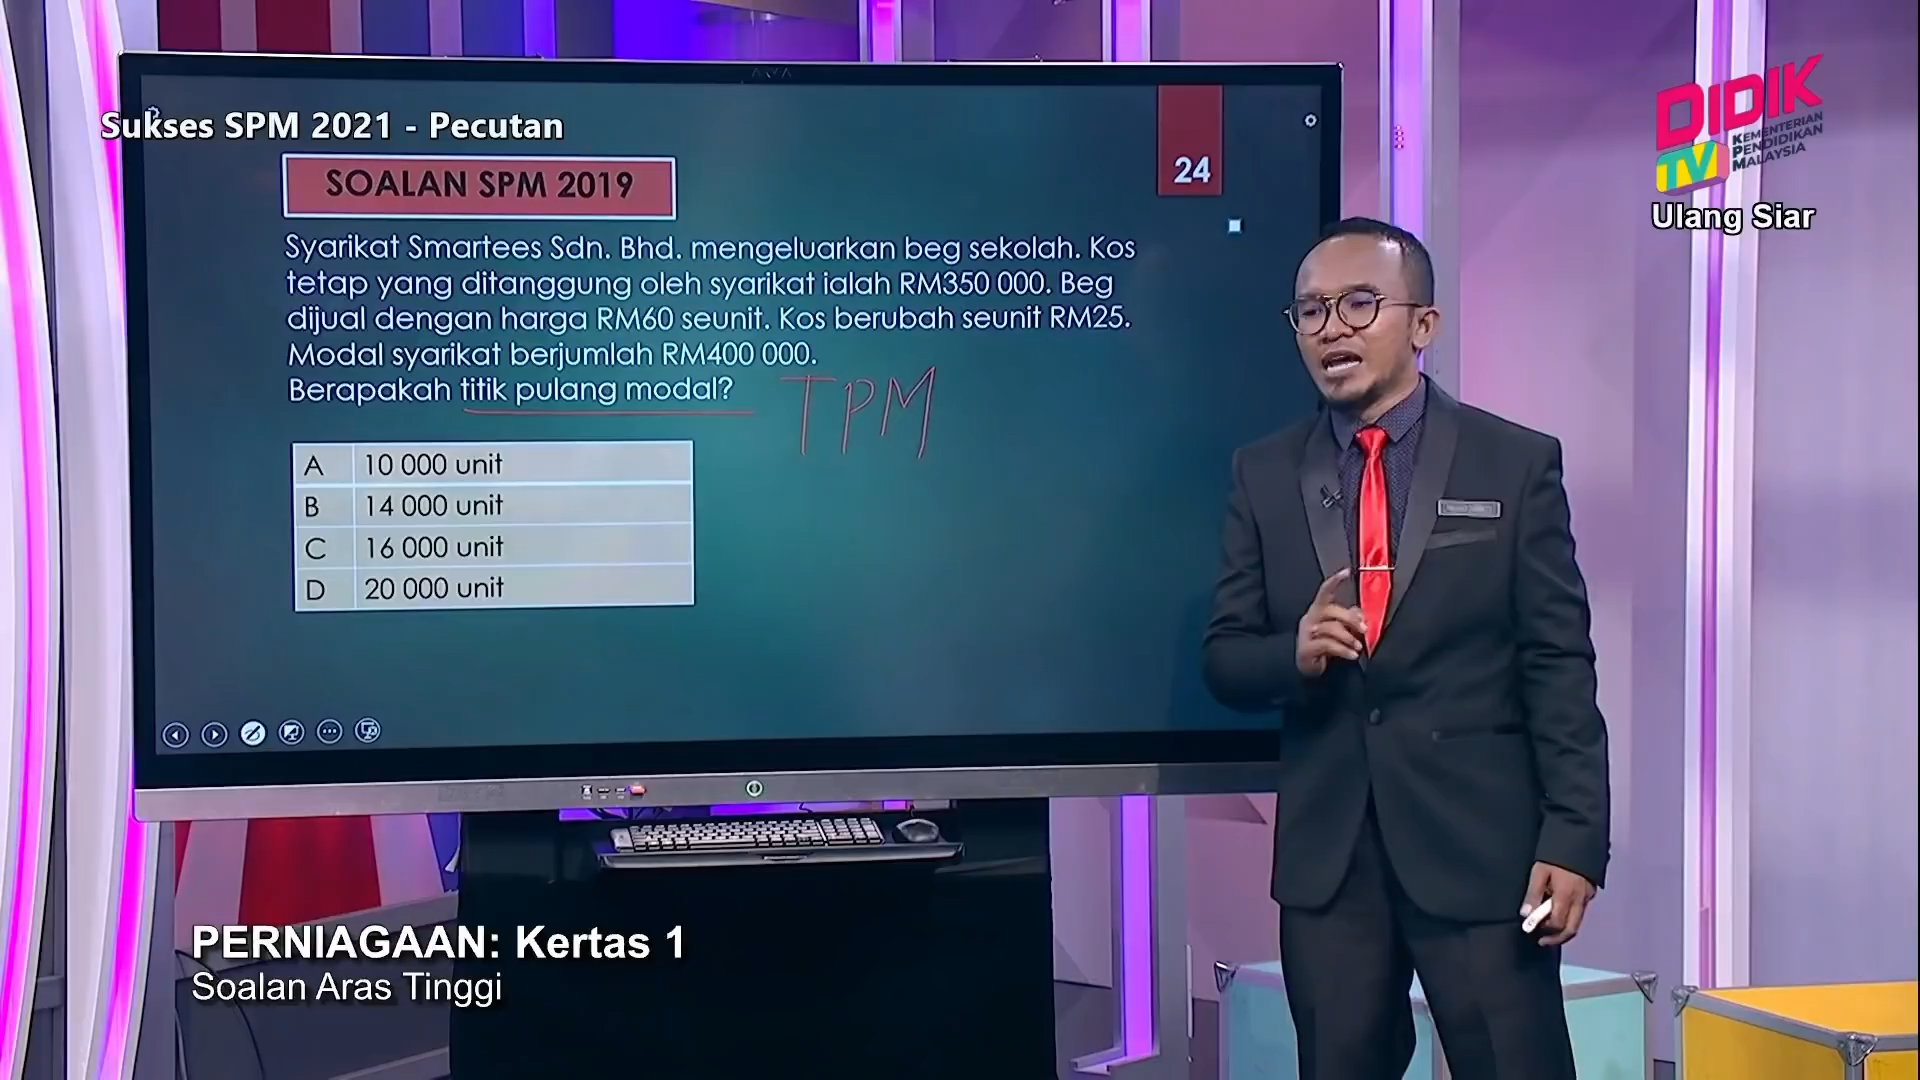 Sukses SPM 2021 - Pecutan
DIDIK
TV
KEMENTERIAN
PENDIDIKAN
MALAYSIA
Ulang Siar
24
SOALAN SPM 2019
Syarikat Smartees Sdn. Bhd. mengeluarkan beg sekolah. Kos
tetap yang ditanggung oleh syarikat ialah RM350 000. Beg
dijual dengan harga RM60 seunit. Kos berubah seunit RM25.
Modal syarikat berjumlah RM400 000.
Berapakah titik pulang modal?
TPM
A 10 000 unit
B 14 000 unit
C 16 000 unit
D 20 000 unit
PERNIAGAAN: Kertas 1
Soalan Aras Tinggi